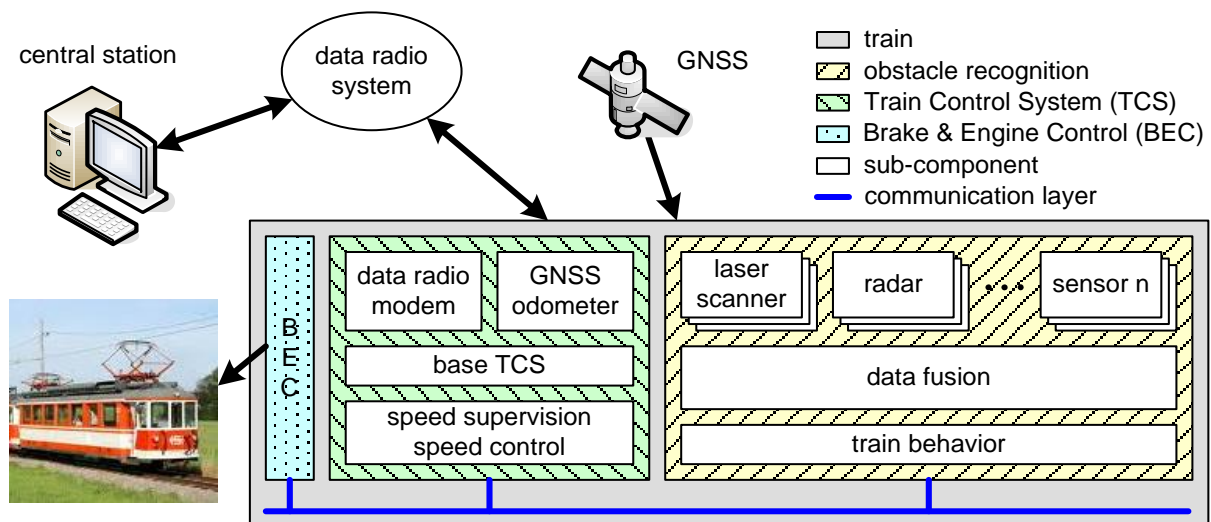 central station
data radio
system
GNSS
train
obstacle recognition
Train Control System (TCS)
Brake & Engine Control (BEC)
sub-component
communication layer
B
E
C
data radio
modem
GNSS
odometer
base TCS
speed supervision
speed control
laser
scanner
radar
...
sensor n
data fusion
train behavior